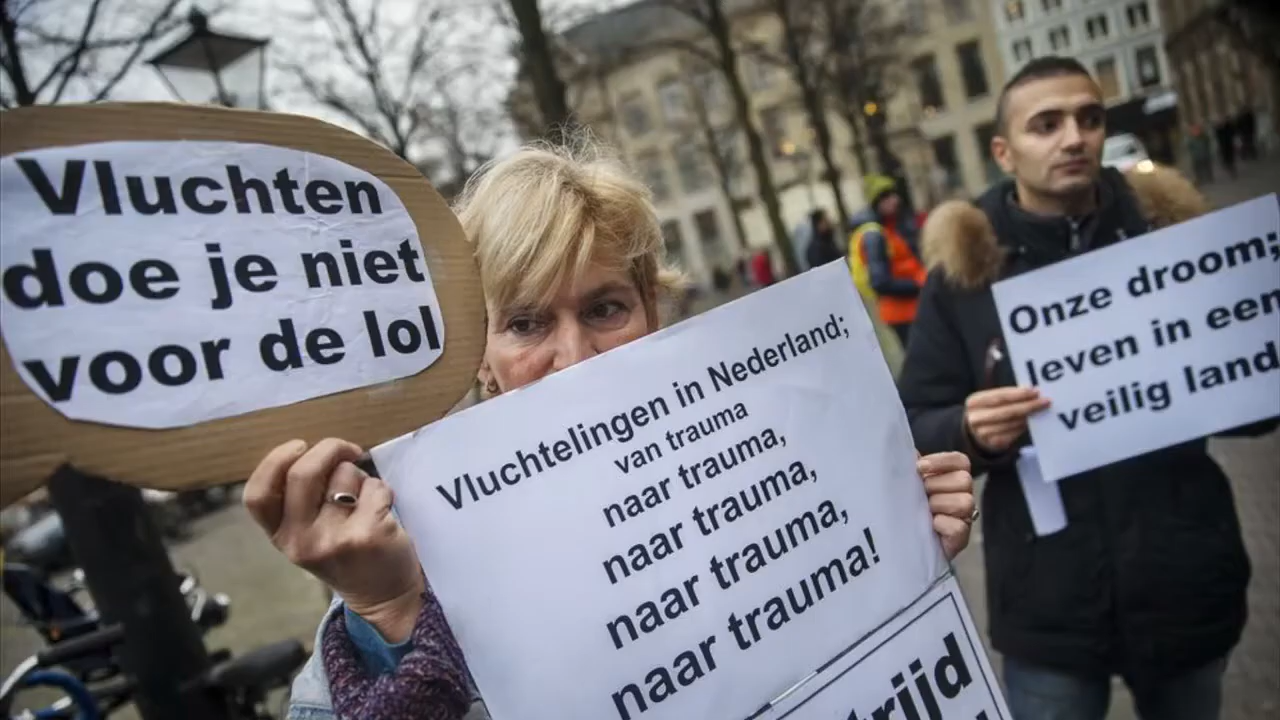 Vluchten
doe je niet
voor de lol
Vluchtelingen in Nederland;
van trauma
naar trauma,
naar trauma,
naar trauma,
naar trauma!
Onze droom;
leven in een
veilig land